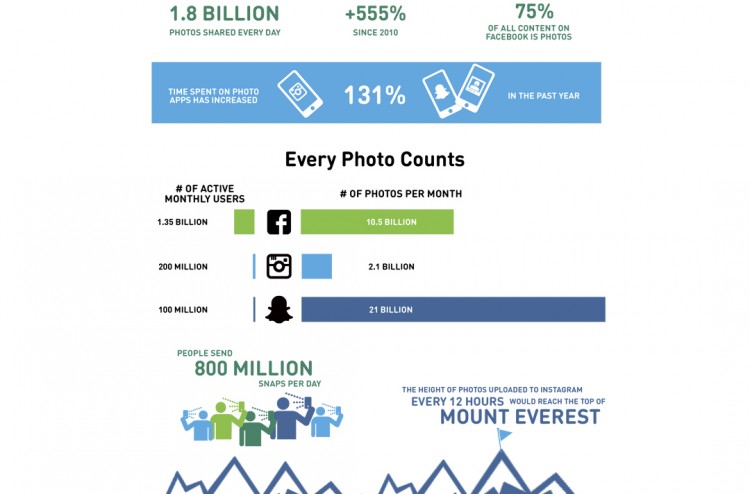 1.8 BILLION
PHOTOS SHARED EVERY DAY
+555%
SINCE 2010
75%
OF ALL CONTENT ON
FACEBOOK IS PHOTOS
TIME SPENT ON PHOTO
APPS HAS INCREASED
131%
IN THE PAST YEAR
Every Photo Counts
# OF ACTIVE
MONTHLY USERS
# OF PHOTOS PER MONTH
1.35 BILLION
10.5 BILLION
200 MILLION
2.1 BILLION
100 MILLION
21 BILLION
PEOPLE SEND
800 MILLION
SNAPS PER DAY
THE HEIGHT OF PHOTOS UPLOADED TO INSTAGRAM
EVERY 12 HOURS WOULD REACH THE TOP OF
MOUNT EVEREST